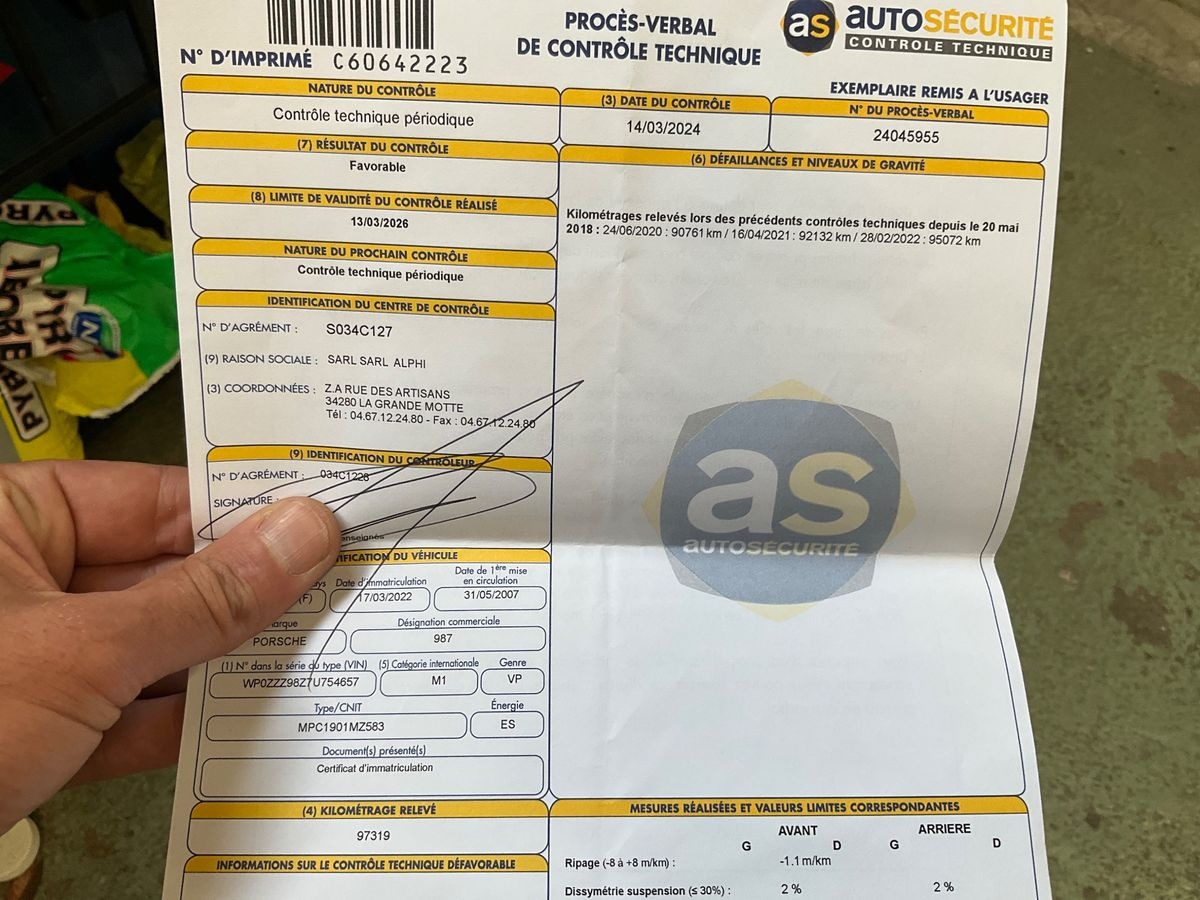 PROCÈS-VERBAL
DE CONTRÔLE TECHNIQUE
as AUTOSÉCURITÉ
CONTROLE TECHNIQUE
N° D'IMPRIMÉ C60642223
EXEMPLAIRE REMIS A L'USAGER
NATURE DU CONTRÔLE
Contrôle technique périodique
(3) DATE DU CONTRÔLE
14/03/2024
N° DU PROCÈS-VERBAL
24045955
(7) RÉSULTAT DU CONTRÔLE
Favorable
(8) LIMITE DE VALIDITÉ DU CONTRÔLE RÉALISÉ
13/03/2026
NATURE DU PROCHAIN CONTRÔLE
Contrôle technique périodique
(6) DÉFAILLANCES ET NIVEAUX DE GRAVITÉ
Kilométrages relevés lors des précédents contrôles techniques depuis le 20 mai
2018 : 24/06/2020 : 90761 km / 16/04/2021 : 92132 km / 28/02/2022 : 95072 km
IDENTIFICATION DU CENTRE DE CONTRÔLE
N° D'AGRÉMENT : S034C127
(9) RAISON SOCIALE : SARL SARL ALPHI
(3) COORDONNÉES : Z.A RUE DES ARTISANS
34280 LA GRANDE MOTTE
Tél : 04.67.12.24.80 - Fax : 04.67.12.24.80
(9) IDENTIFICATION DU CONTRÔLEUR
N° D'AGRÉMENT : 034C1228
SIGNATURE :
enseignés
as
AUTOSÉCURITÉ
TIFICATION DU VÉHICULE
ays Date d'immatriculation Date de 1ère mise
en circulation
(F) 17/03/2022 31/05/2007
arque Désignation commerciale
PORSCHE 987
(1) N° dans la série du type (VIN) (5) Catégorie internationale Genre
WP0ZZZ98Z7U754657 M1 VP
Type/CNIT Énergie
MPC1901MZ583 ES
Document(s) présenté(s)
Certificat d'immatriculation
(4) KILOMÉTRAGE RELEVÉ
97319
INFORMATIONS SUR LE CONTRÔLE TECHNIQUE DÉFAVORABLE
MESURES RÉALISÉES ET VALEURS LIMITES CORRESPONDANTES
AVANT ARRIERE
G D G D
Ripage (-8 à +8 m/km) : -1.1 m/km
Dissymétrie suspension (≤ 30%) : 2 % 2 %